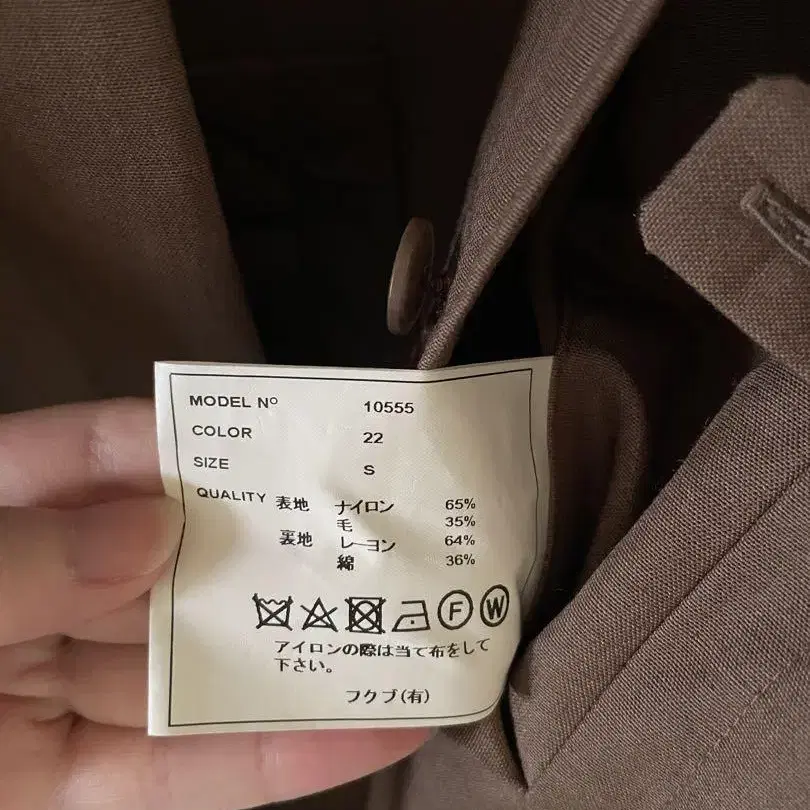 MODEL Nº 10555
COLOR 22
SIZE S
QUALITY 表地 ナイロン 65%
毛 35%
裏地 レーヨン 64%
綿 36%
F W
アイロンの際は当て布をして
下さい。
フクブ(有)